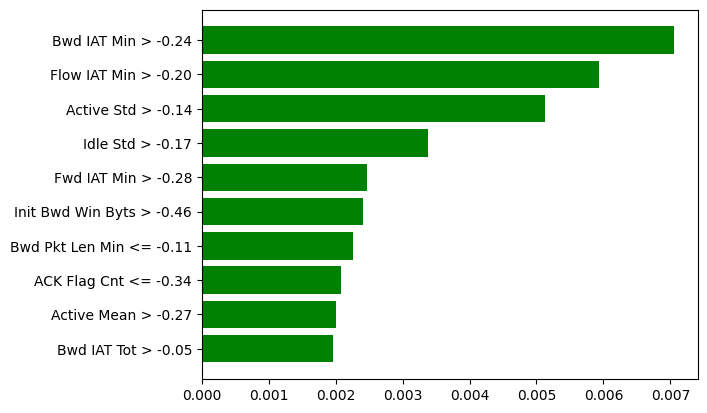 Bwd IAT Min > -0.24
Flow IAT Min > -0.20
Active Std > -0.14
Idle Std > -0.17
Fwd IAT Min > -0.28
Init Bwd Win Byts > -0.46
Bwd Pkt Len Min <= -0.11
ACK Flag Cnt <= -0.34
Active Mean > -0.27
Bwd IAT Tot > -0.05
0.000 0.001 0.002 0.003 0.004 0.005 0.006 0.007